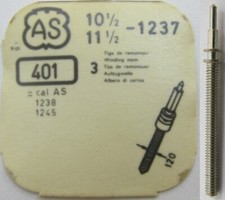 AS
10½
11½ -1237
401
3
Tige de remontoir
Winding stem
Tija de remontuar
Aufzugwelle
Albero di carica
= cal AS
1238
1245
120